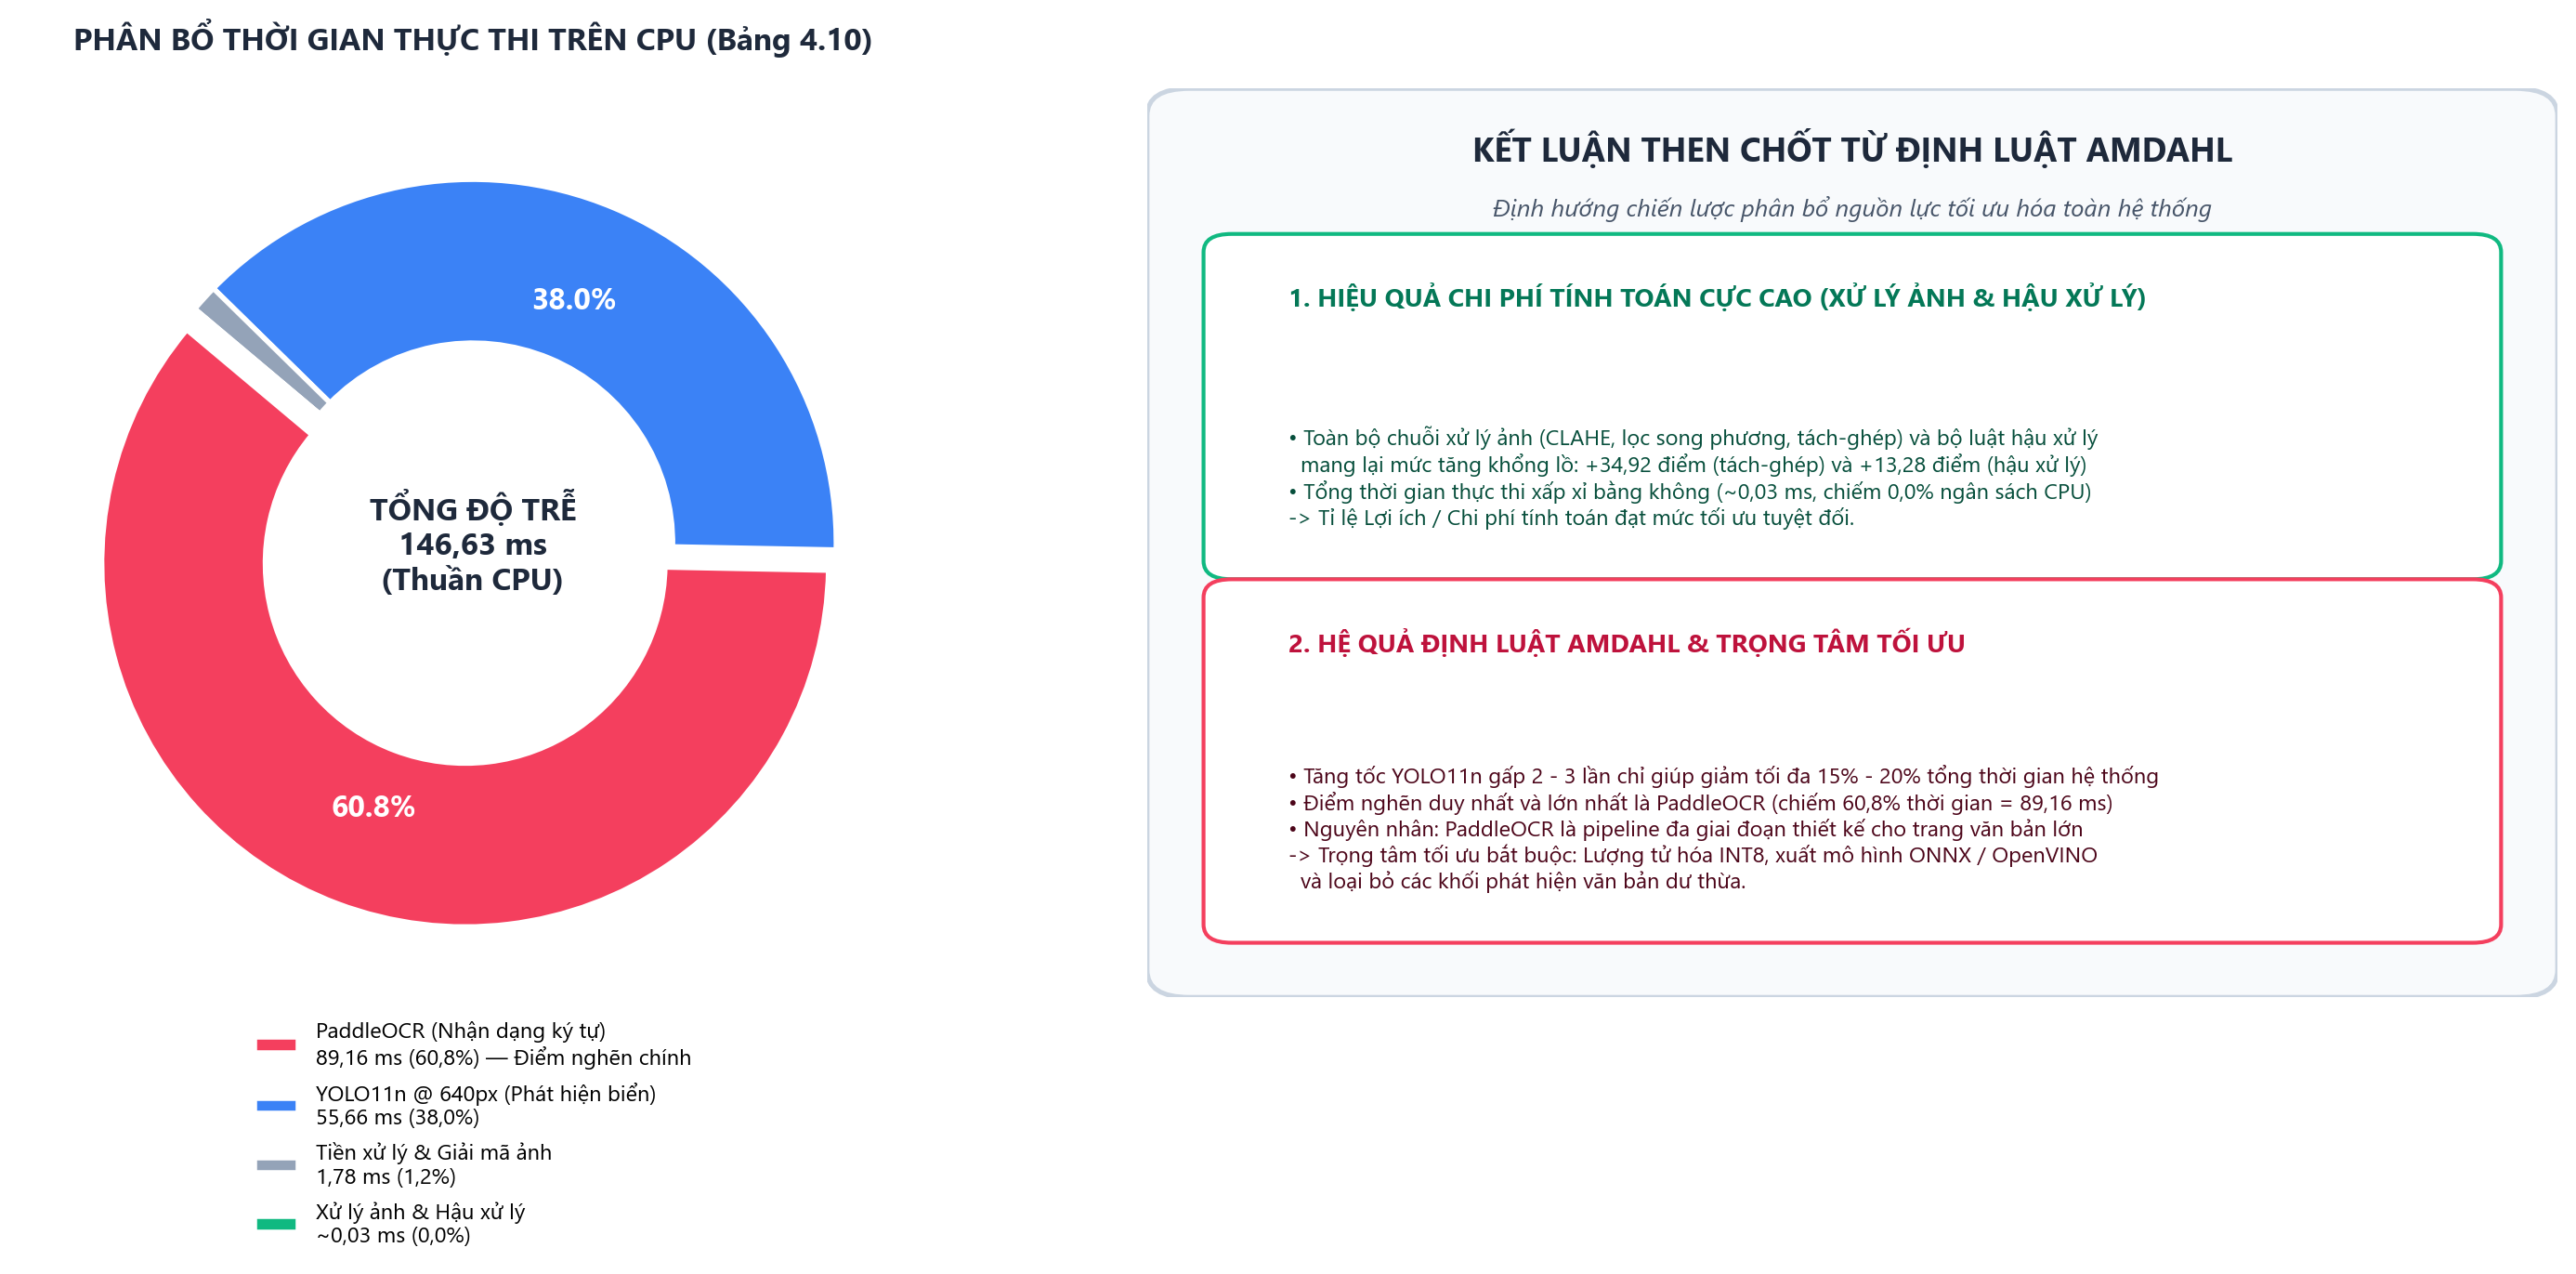 PHÂN BỔ THỜI GIAN THỰC THI TRÊN CPU (Bảng 4.10)
38.0%
60.8%
TỔNG ĐỘ TRỄ
146,63 ms
(Thuần CPU)
PaddleOCR (Nhận dạng ký tự)
89,16 ms (60,8%) — Điểm nghẽn chính
YOLO11n @ 640px (Phát hiện biển)
55,66 ms (38,0%)
Tiền xử lý & Giải mã ảnh
1,78 ms (1,2%)
Xử lý ảnh & Hậu xử lý
~0,03 ms (0,0%)
KẾT LUẬN THEN CHỐT TỪ ĐỊNH LUẬT AMDAHL
Định hướng chiến lược phân bổ nguồn lực tối ưu hóa toàn hệ thống
1. HIỆU QUẢ CHI PHÍ TÍNH TOÁN CỰC CAO (XỬ LÝ ẢNH & HẬU XỬ LÝ)
• Toàn bộ chuỗi xử lý ảnh (CLAHE, lọc song phương, tách-ghép) và bộ luật hậu xử lý
mang lại mức tăng khổng lồ: +34,92 điểm (tách-ghép) và +13,28 điểm (hậu xử lý)
• Tổng thời gian thực thi xấp xỉ bằng không (~0,03 ms, chiếm 0,0% ngân sách CPU)
-> Tỉ lệ Lợi ích / Chi phí tính toán đạt mức tối ưu tuyệt đối.
2. HỆ QUẢ ĐỊNH LUẬT AMDAHL & TRỌNG TÂM TỐI ƯU
• Tăng tốc YOLO11n gấp 2 - 3 lần chỉ giúp giảm tối đa 15% - 20% tổng thời gian hệ thống
• Điểm nghẽn duy nhất và lớn nhất là PaddleOCR (chiếm 60,8% thời gian = 89,16 ms)
• Nguyên nhân: PaddleOCR là pipeline đa giai đoạn thiết kế cho trang văn bản lớn
-> Trọng tâm tối ưu bắt buộc: Lượng tử hóa INT8, xuất mô hình ONNX / OpenVINO
và loại bỏ các khối phát hiện văn bản dư thừa.